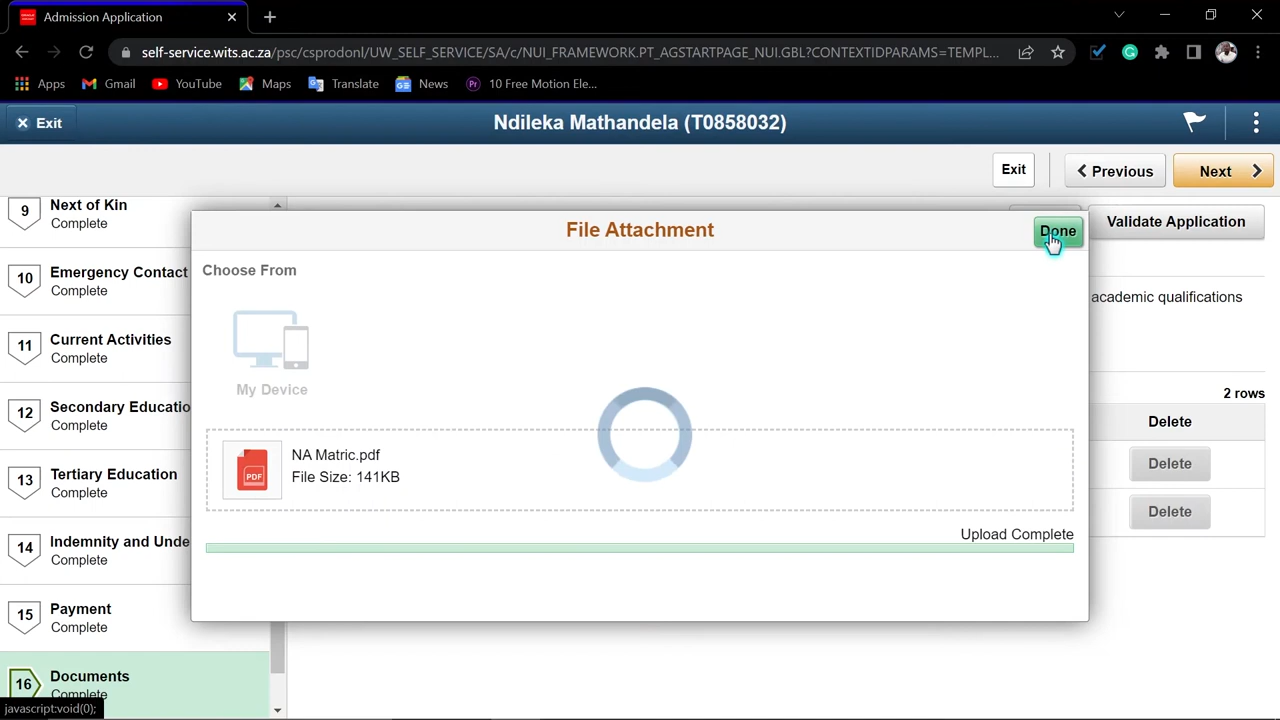 Admission Application
self-service.wits.ac.za/psc/csprodonl/UW_SELF_SERVICE/SA/c/NUI_FRAMEWORK.PT_AGSTARTPAGE_NUI.GBL?CONTEXTIDPARAMS=TEMPL...
Apps Gmail YouTube Maps Translate News Pr 10 Free Motion Ele...
Exit Ndileka Mathandela (T0858032)
Exit Previous Next
9 Next of Kin
Complete
File Attachment Done Validate Application
Choose From
10 Emergency Contact
Complete
academic qualifications
11 Current Activities
Complete
My Device
2 rows
12 Secondary Educatio
Complete
Delete
NA Matric.pdf
File Size: 141KB
PDF
Delete
13 Tertiary Education
Complete
Delete
Upload Complete
14 Indemnity and Unde
Complete
15 Payment
Complete
16 Documents
Complete
javascript:void(0);